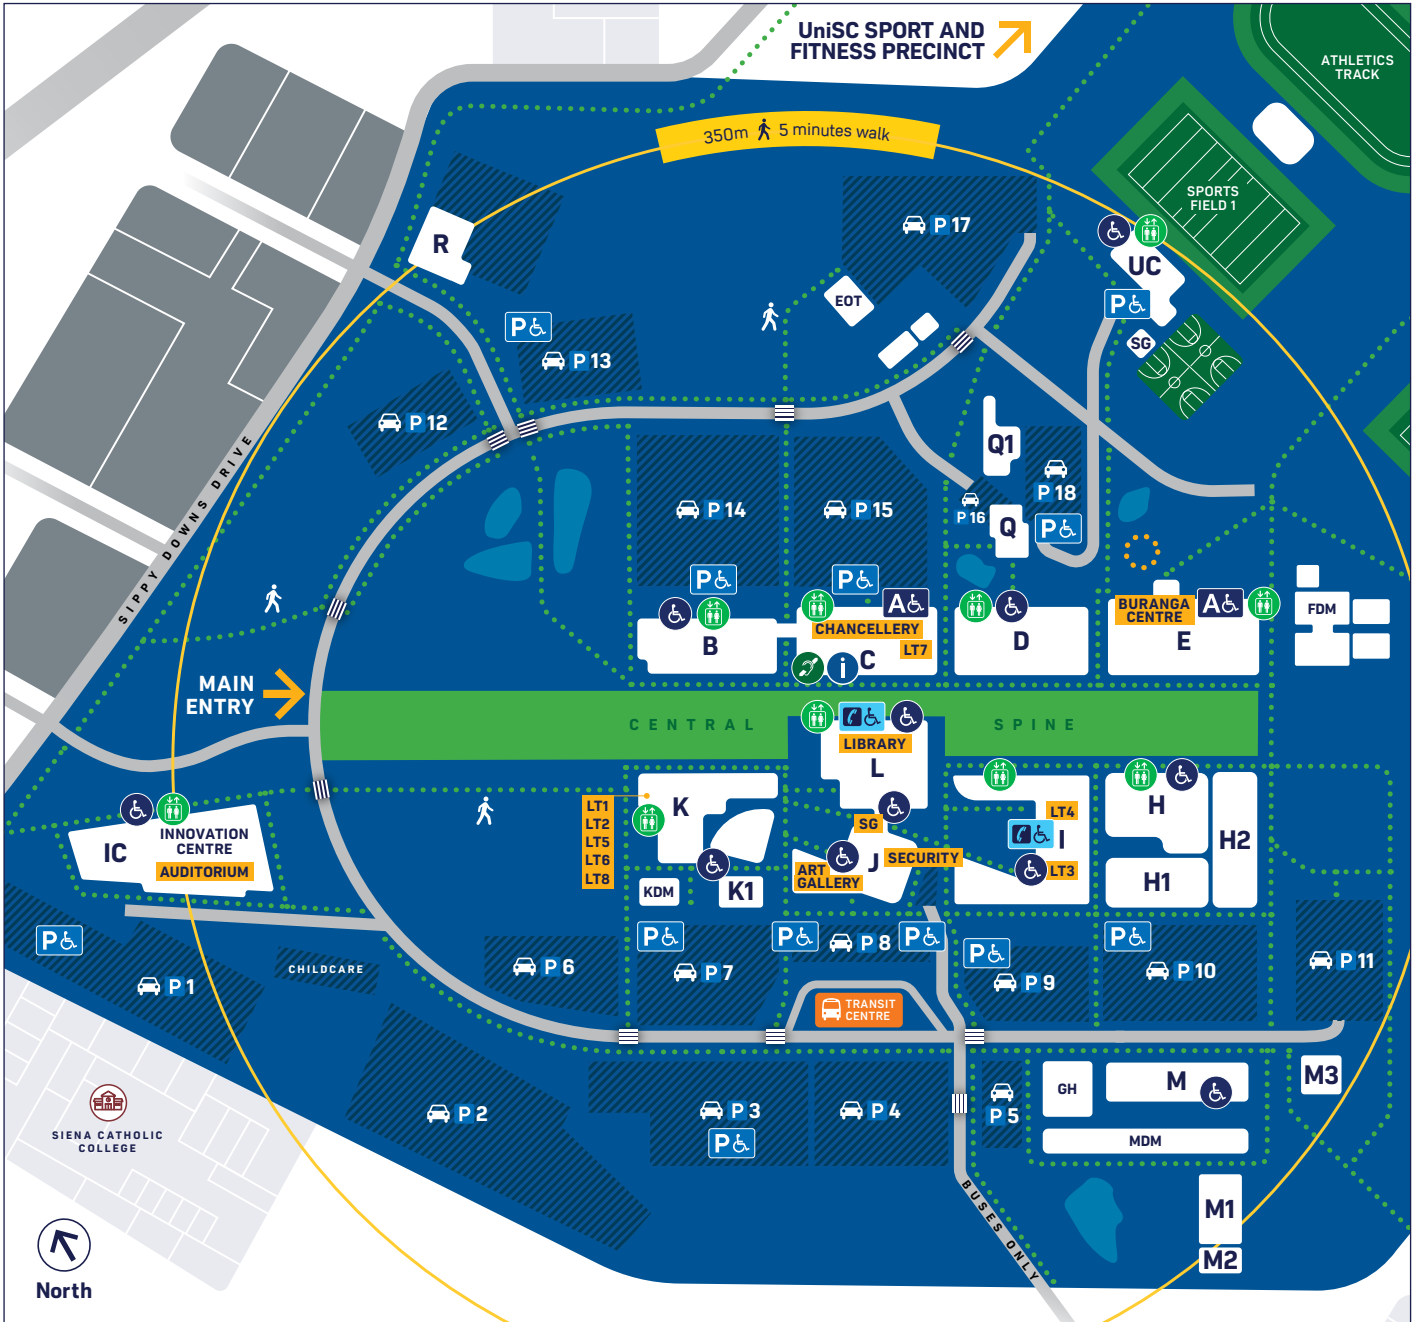 UniSC SPORT AND
FITNESS PRECINCT
ATHLETICS
TRACK
350m 5 minutes walk
SPORTS
FIELD 1
R
P 17
UC
P
EOT
SG
P
P 13
P 12
SIPPY DOWNS DRIVE
Q1
P 14
P 15
P 18
P 16
Q
P
P
P
A
BURANGA
CENTRE
A
FDM
CHANCELLERY
B
LT7
C
i
D
E
MAIN
ENTRY
CENTRAL SPINE
LIBRARY
L
K
LT1
LT2
LT5
LT6
LT8
SG
LT4
I
H
H2
INNOVATION
CENTRE
IC
AUDITORIUM
J
SECURITY
ART
GALLERY
LT3
H1
KDM
K1
P
P
P
P 8
P
P
P
CHILDCARE
P 1
P 6
P 7
P 9
P 10
P 11
TRANSIT
CENTRE
M3
GH
M
P 2
P 3
P
P 4
P 5
MDM
SIENA CATHOLIC
COLLEGE
BUSES ONLY
M1
M2
North